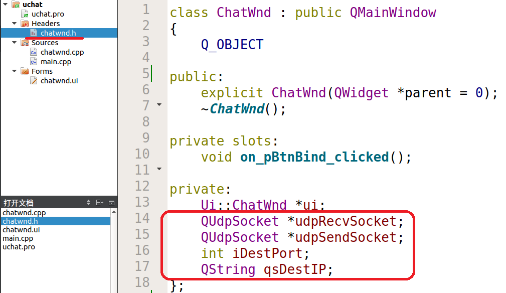 uchat
uchat.pro
Headers
chatwnd.h
Sources
chatwnd.cpp
main.cpp
Forms
chatwnd.ui
打开文档
chatwnd.cpp
chatwnd.h
chatwnd.ui
main.cpp
uchat.pro
1 class ChatWnd : public QMainWindow
2 {
3 Q_OBJECT
4
5 public:
6 explicit ChatWnd(QWidget *parent = 0);
7 ~ChatWnd();
8
9 private slots:
10 void on_pBtnBind_clicked();
11
12 private:
13 Ui::ChatWnd *ui;
14 QUdpSocket *udpRecvSocket;
15 QUdpSocket *udpSendSocket;
16 int iDestPort;
17 QString qsDestIP;
18 };